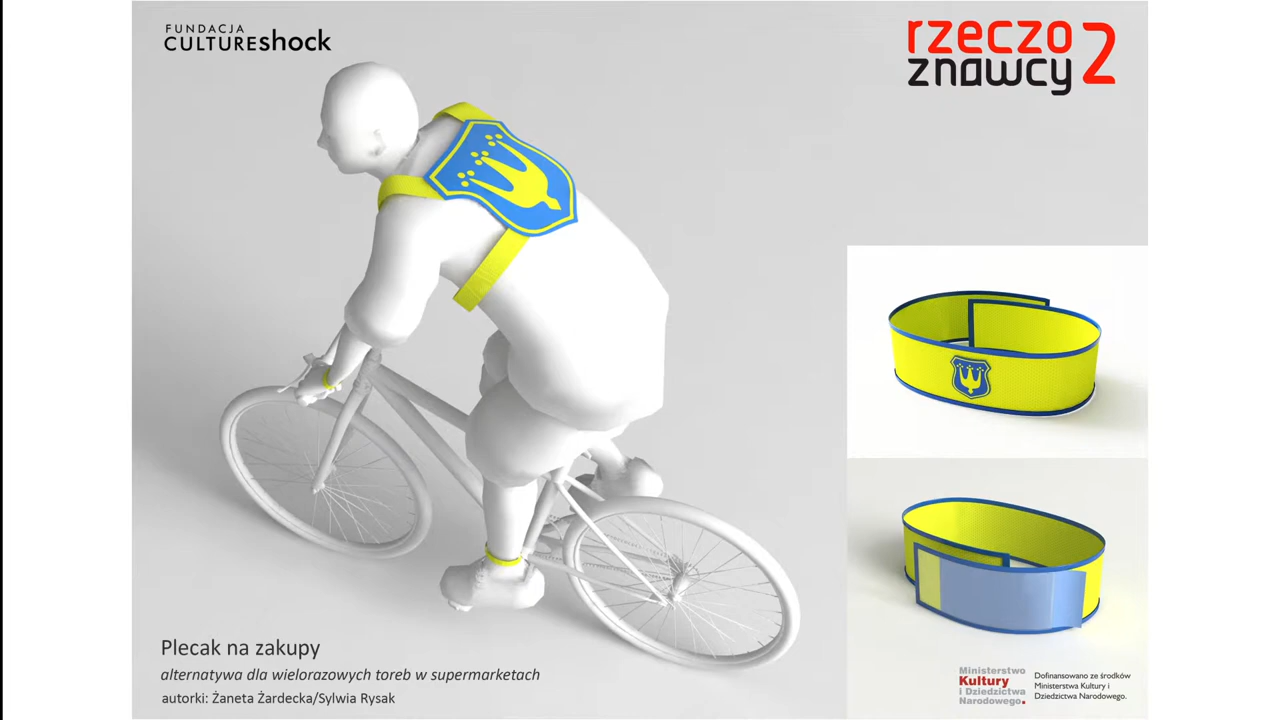 FUNDACJA
CULTUREshock
rzeczo
znawcy 2
Plecak na zakupy
alternatywa dla wielorazowych toreb w supermarketach
autorki: Żaneta Żardecka/Sylwia Rysak
Ministerstwo
Kultury
i Dziedzictwa
Narodowego.
Dofinansowano ze środków
Ministerstwa Kultury i
Dziedzictwa Narodowego.